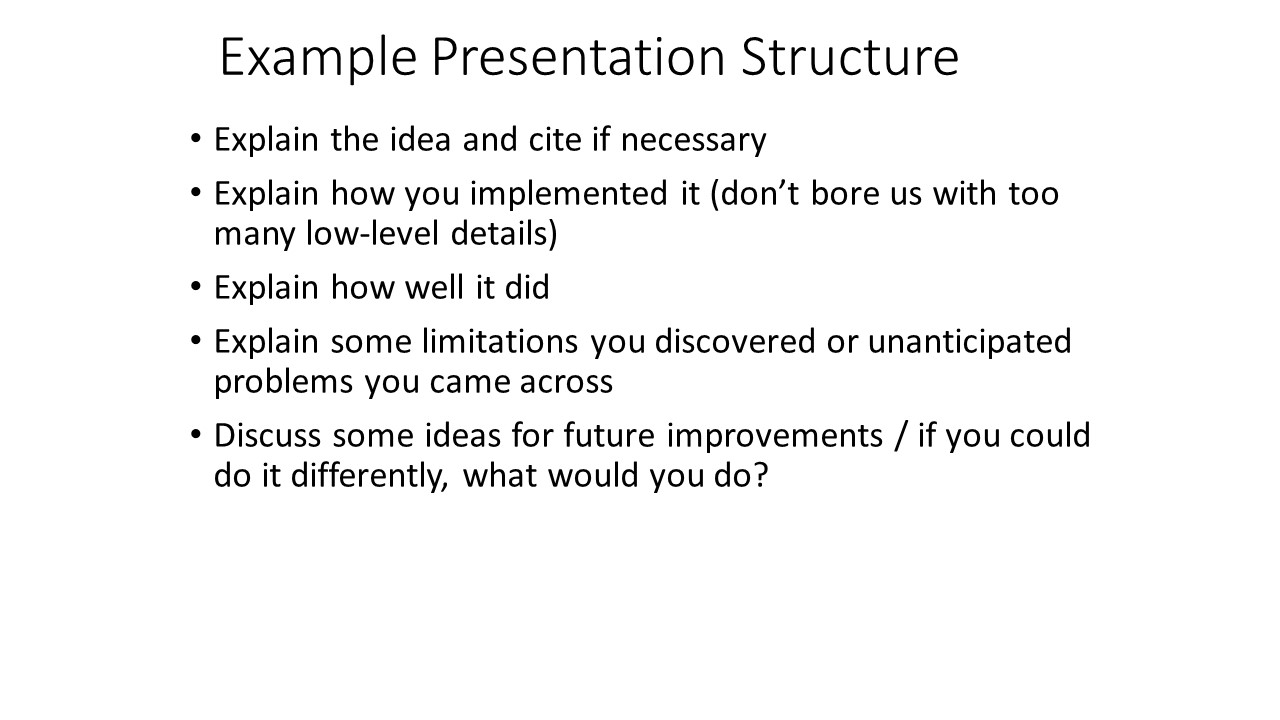 Example Presentation Structure
• Explain the idea and cite if necessary
• Explain how you implemented it (don’t bore us with too
many low-level details)
• Explain how well it did
• Explain some limitations you discovered or unanticipated
problems you came across
• Discuss some ideas for future improvements / if you could
do it differently, what would you do?